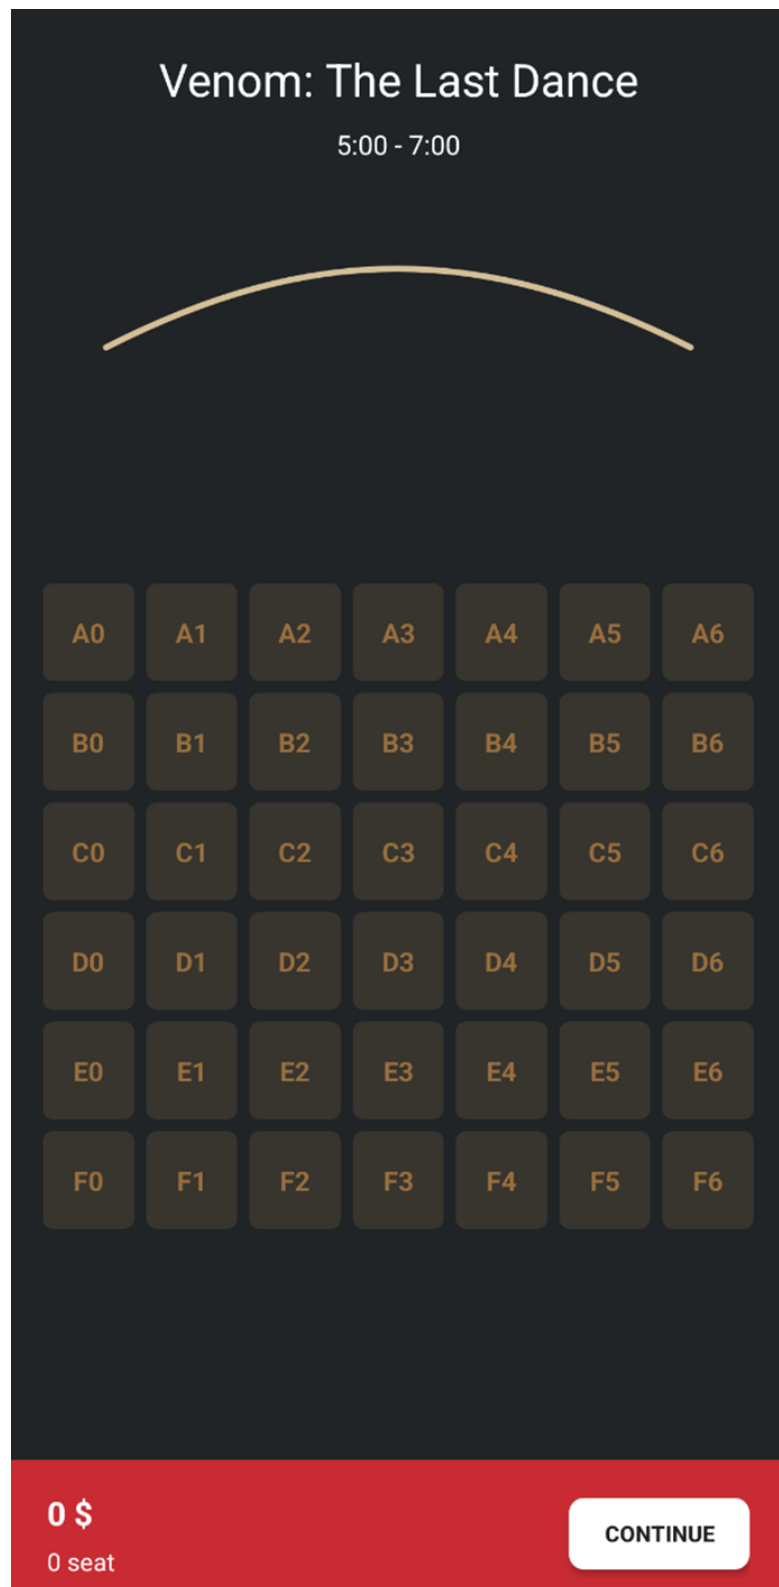 Venom: The Last Dance
5:00 - 7:00
A0 A1 A2 A3 A4 A5 A6
B0 B1 B2 B3 B4 B5 B6
C0 C1 C2 C3 C4 C5 C6
D0 D1 D2 D3 D4 D5 D6
E0 E1 E2 E3 E4 E5 E6
F0 F1 F2 F3 F4 F5 F6
0 $
0 seat
CONTINUE